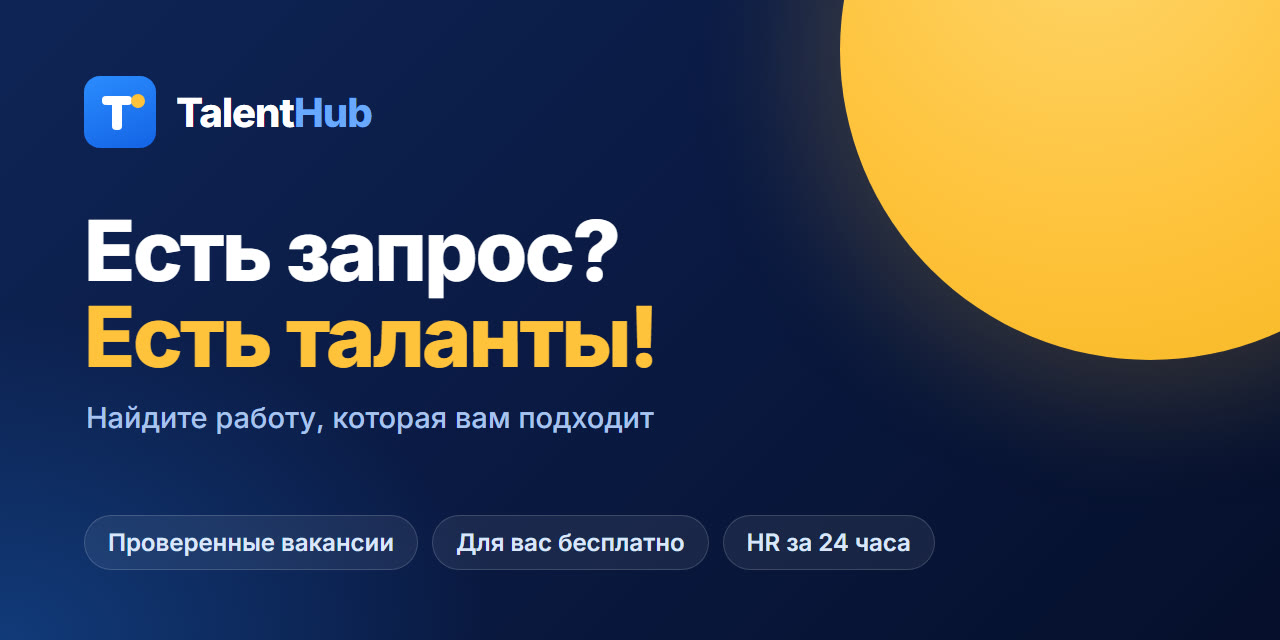 TalentHub
Есть запрос?
Есть таланты!
Найдите работу, которая вам подходит
Проверенные вакансии
Для вас бесплатно
HR за 24 часа